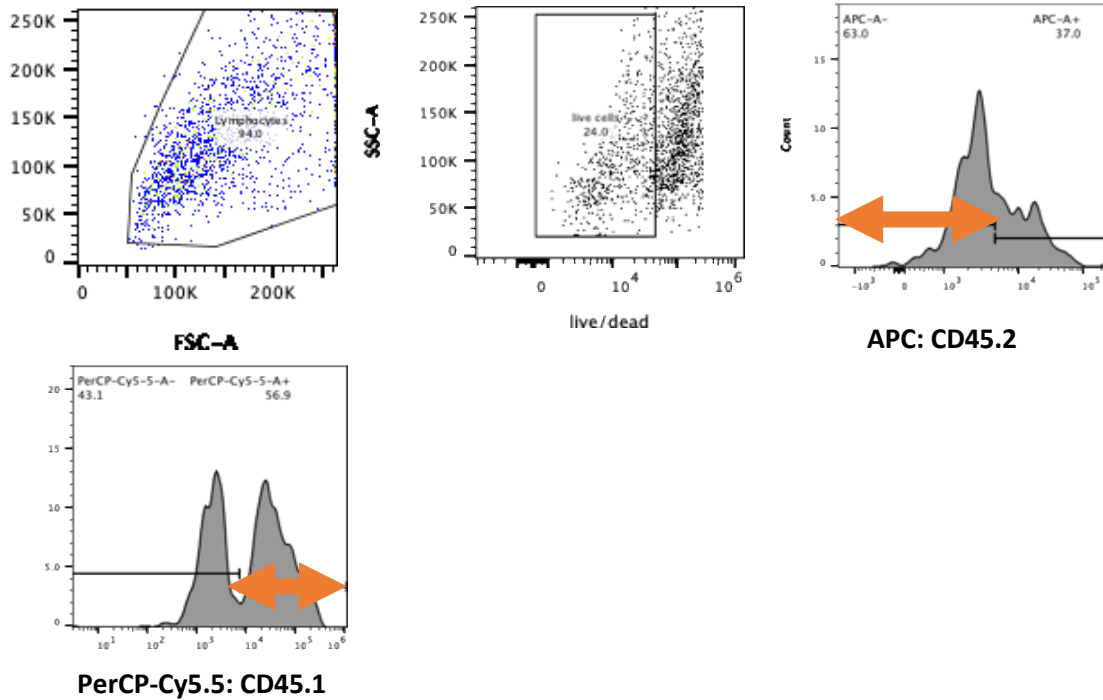 250K
200K
150K
100K
50K
0
Lymphocytes
94.0
0 100K 200K
FSC-A
SSC-A
250K
200K
150K
100K
50K
0
live cells
24.0
0 10^4 10^6
live/dead
APC-A- APC-A+
63.0 37.0
Count
15
10
5.0
0
-10^3 0 10^3 10^4 10^5
APC: CD45.2
PerCP-Cy5-5-A- PerCP-Cy5-5-A+
43.1 56.9
20
15
10
5.0
0
10^1 10^2 10^3 10^4 10^5 10^6
PerCP-Cy5.5: CD45.1